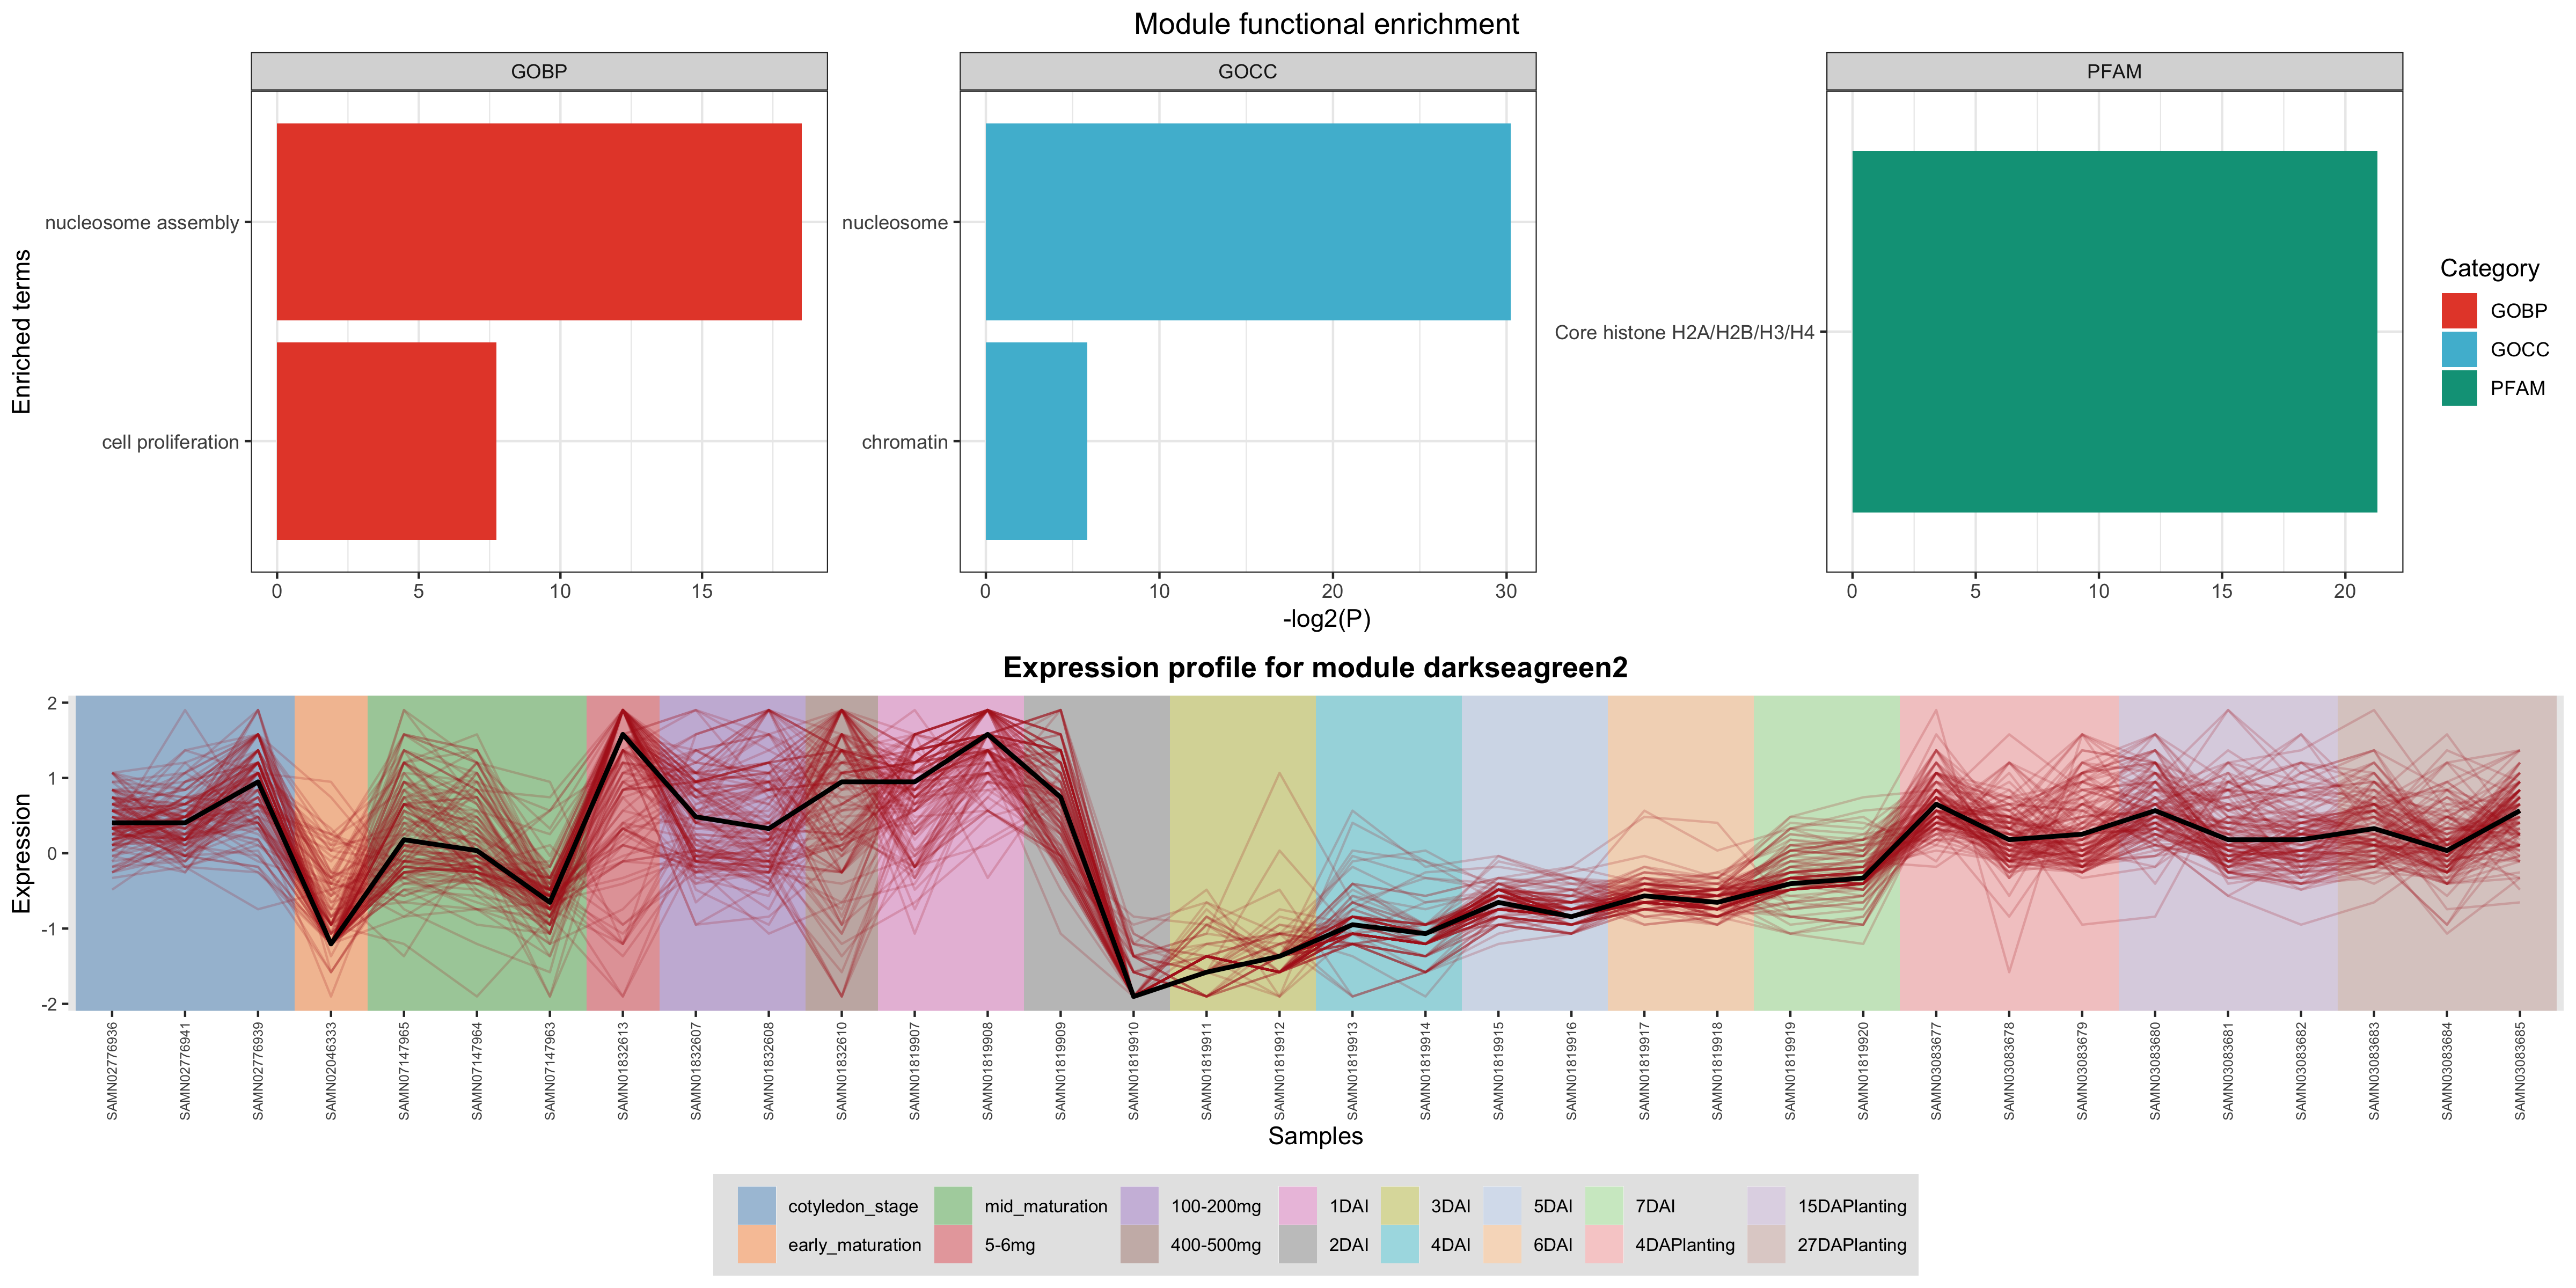 Module functional enrichment
GOBP
GOCC
PFAM
Enriched terms
nucleosome assembly
cell proliferation
nucleosome
chromatin
Core histone H2A/H2B/H3/H4
0 5 10 15
0 10 20 30
0 5 10 15 20
-log2(P)
Category
GOBP
GOCC
PFAM
Expression profile for module darkseagreen2
Expression
2
1
0
-1
-2
SAMN02776936
SAMN02776941
SAMN02776939
SAMN02046333
SAMN07147965
SAMN07147964
SAMN07147963
SAMN01832613
SAMN01832607
SAMN01832608
SAMN01832610
SAMN01819907
SAMN01819908
SAMN01819909
SAMN01819910
SAMN01819911
SAMN01819912
SAMN01819913
SAMN01819914
SAMN01819915
SAMN01819916
SAMN01819917
SAMN01819918
SAMN01819919
SAMN01819920
SAMN03083677
SAMN03083678
SAMN03083679
SAMN03083680
SAMN03083681
SAMN03083682
SAMN03083683
SAMN03083684
SAMN03083685
Samples
cotyledon_stage mid_maturation 100-200mg 1DAI 3DAI 5DAI 7DAI 15DAPlanting
early_maturation 5-6mg 400-500mg 2DAI 4DAI 6DAI 4DAPlanting 27DAPlanting